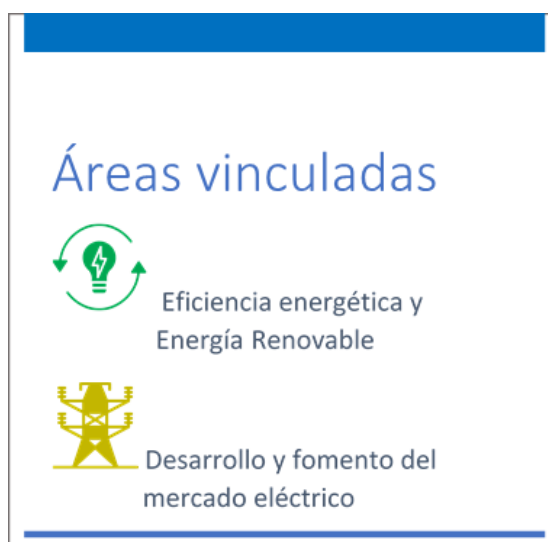 Áreas vinculadas
Eficiencia energética y
Energía Renovable
Desarrollo y fomento del
mercado eléctrico